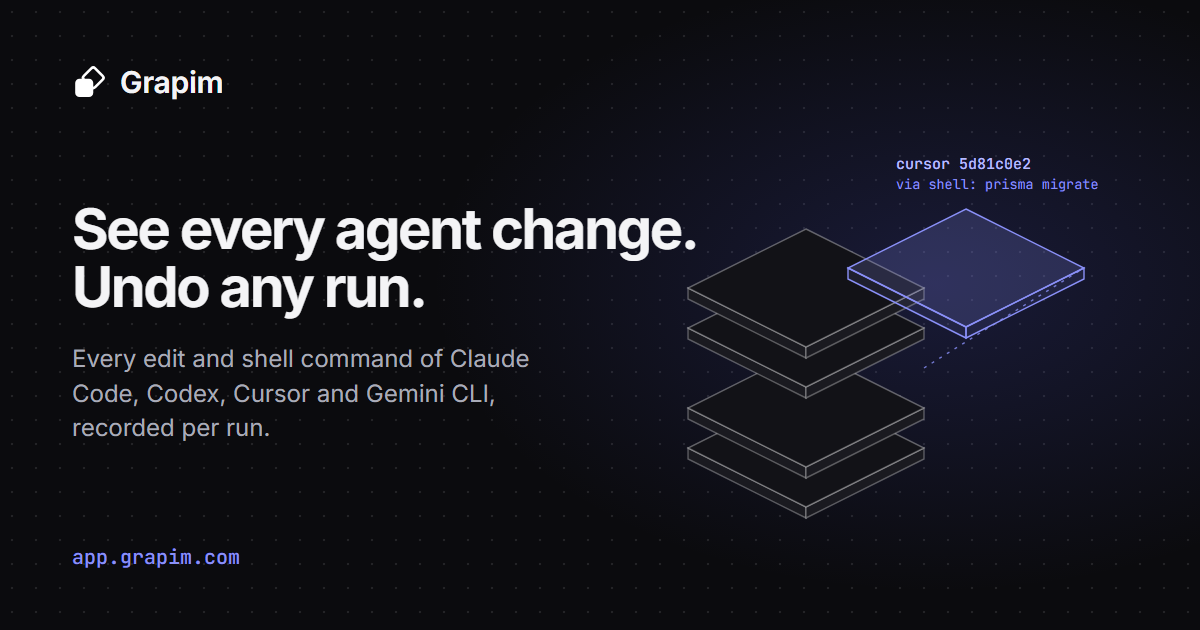 Grapim
cursor 5d81c0e2
via shell: prisma migrate
See every agent change.
Undo any run.
Every edit and shell command of Claude
Code, Codex, Cursor and Gemini CLI,
recorded per run.
app.grapim.com